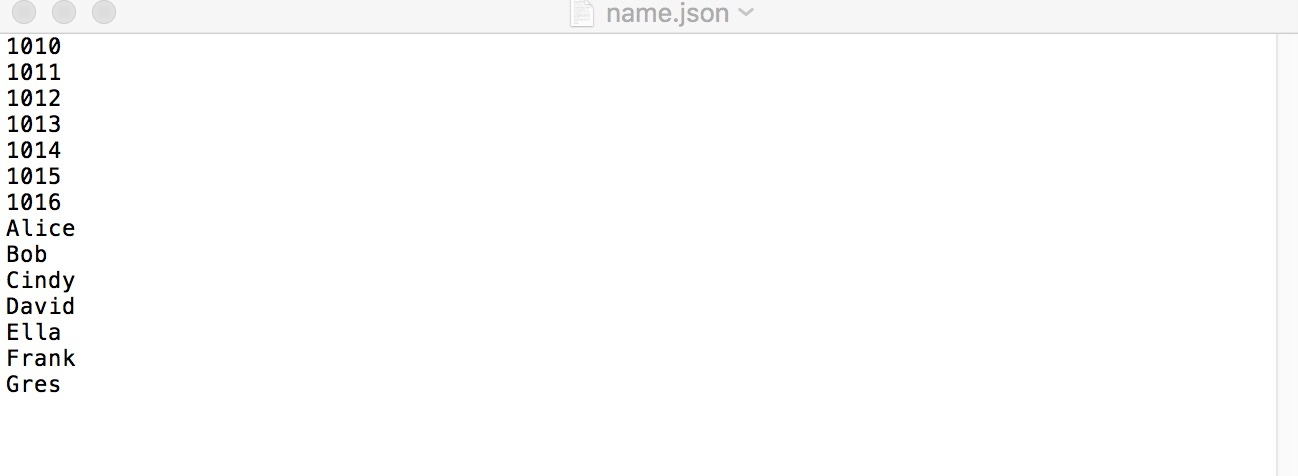 name.json
1010
1011
1012
1013
1014
1015
1016
Alice
Bob
Cindy
David
Ella
Frank
Gres